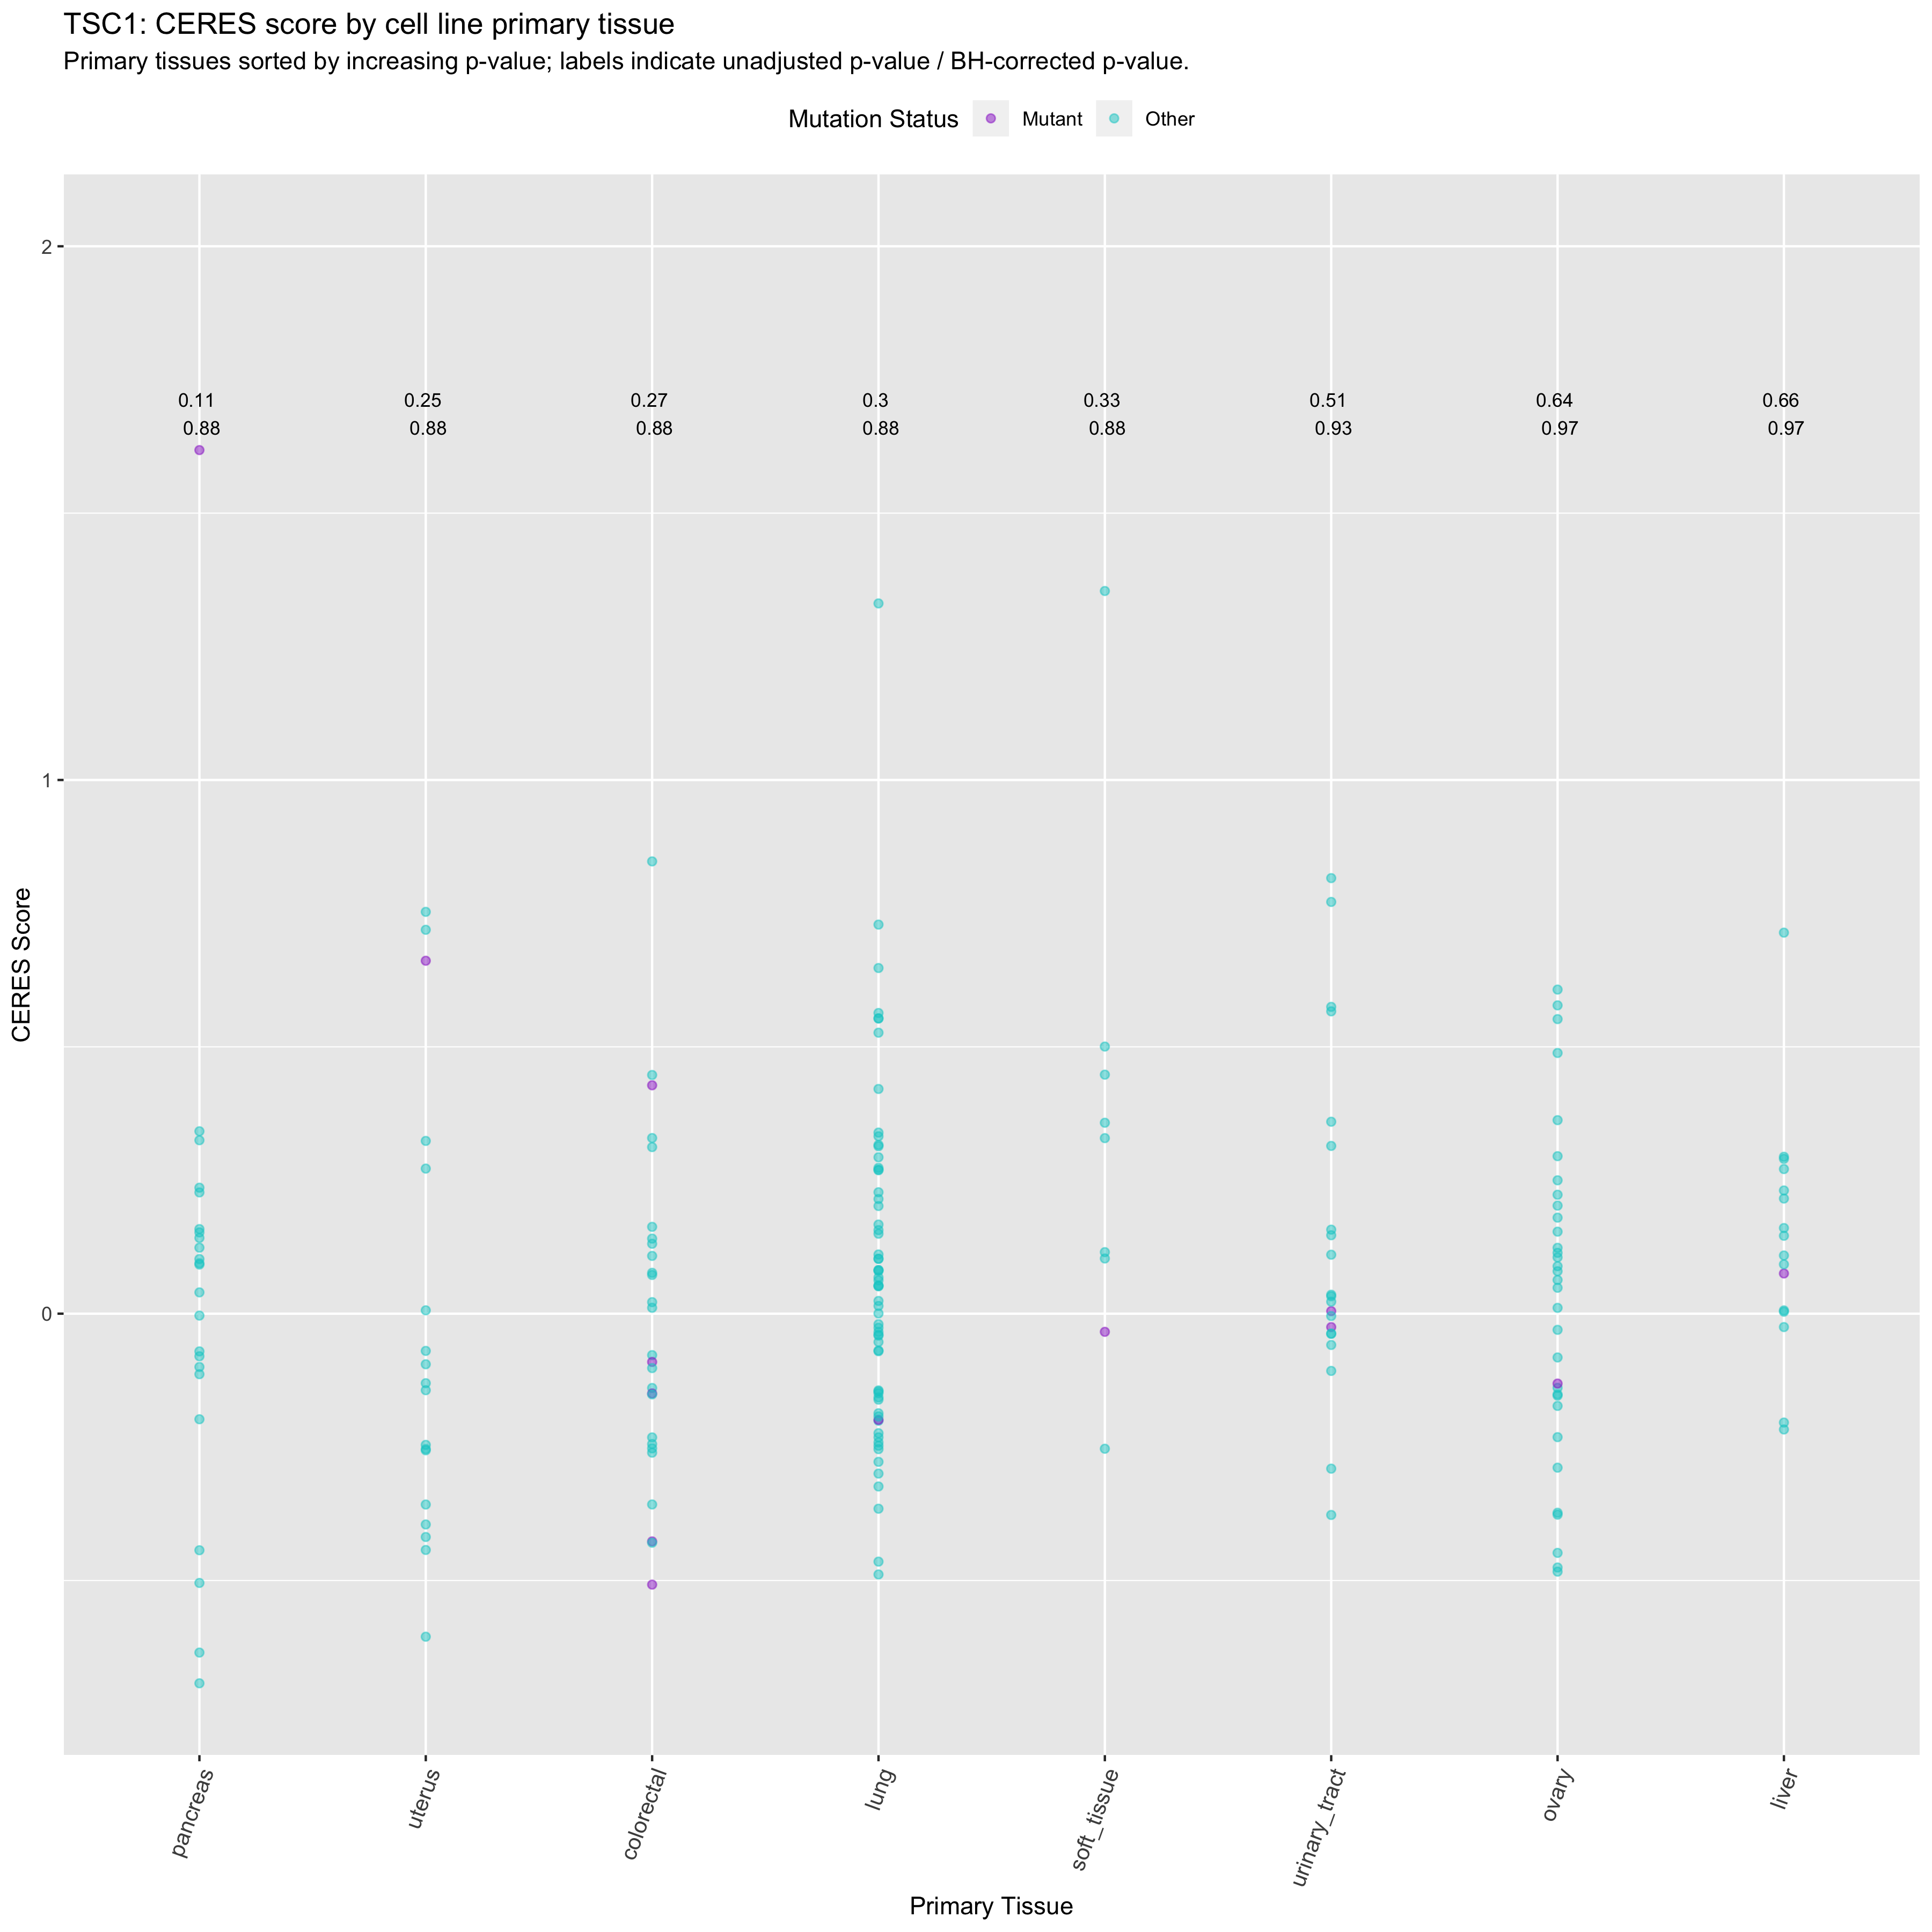 TSC1: CERES score by cell line primary tissue
Primary tissues sorted by increasing p-value; labels indicate unadjusted p-value / BH-corrected p-value.
Mutation Status Mutant Other
2
0.11 0.25 0.27 0.3 0.33 0.51 0.64 0.66
0.88 0.88 0.88 0.88 0.88 0.93 0.97 0.97
1
CERES Score
0
pancreas uterus colorectal lung soft_tissue urinary_tract ovary liver
Primary Tissue